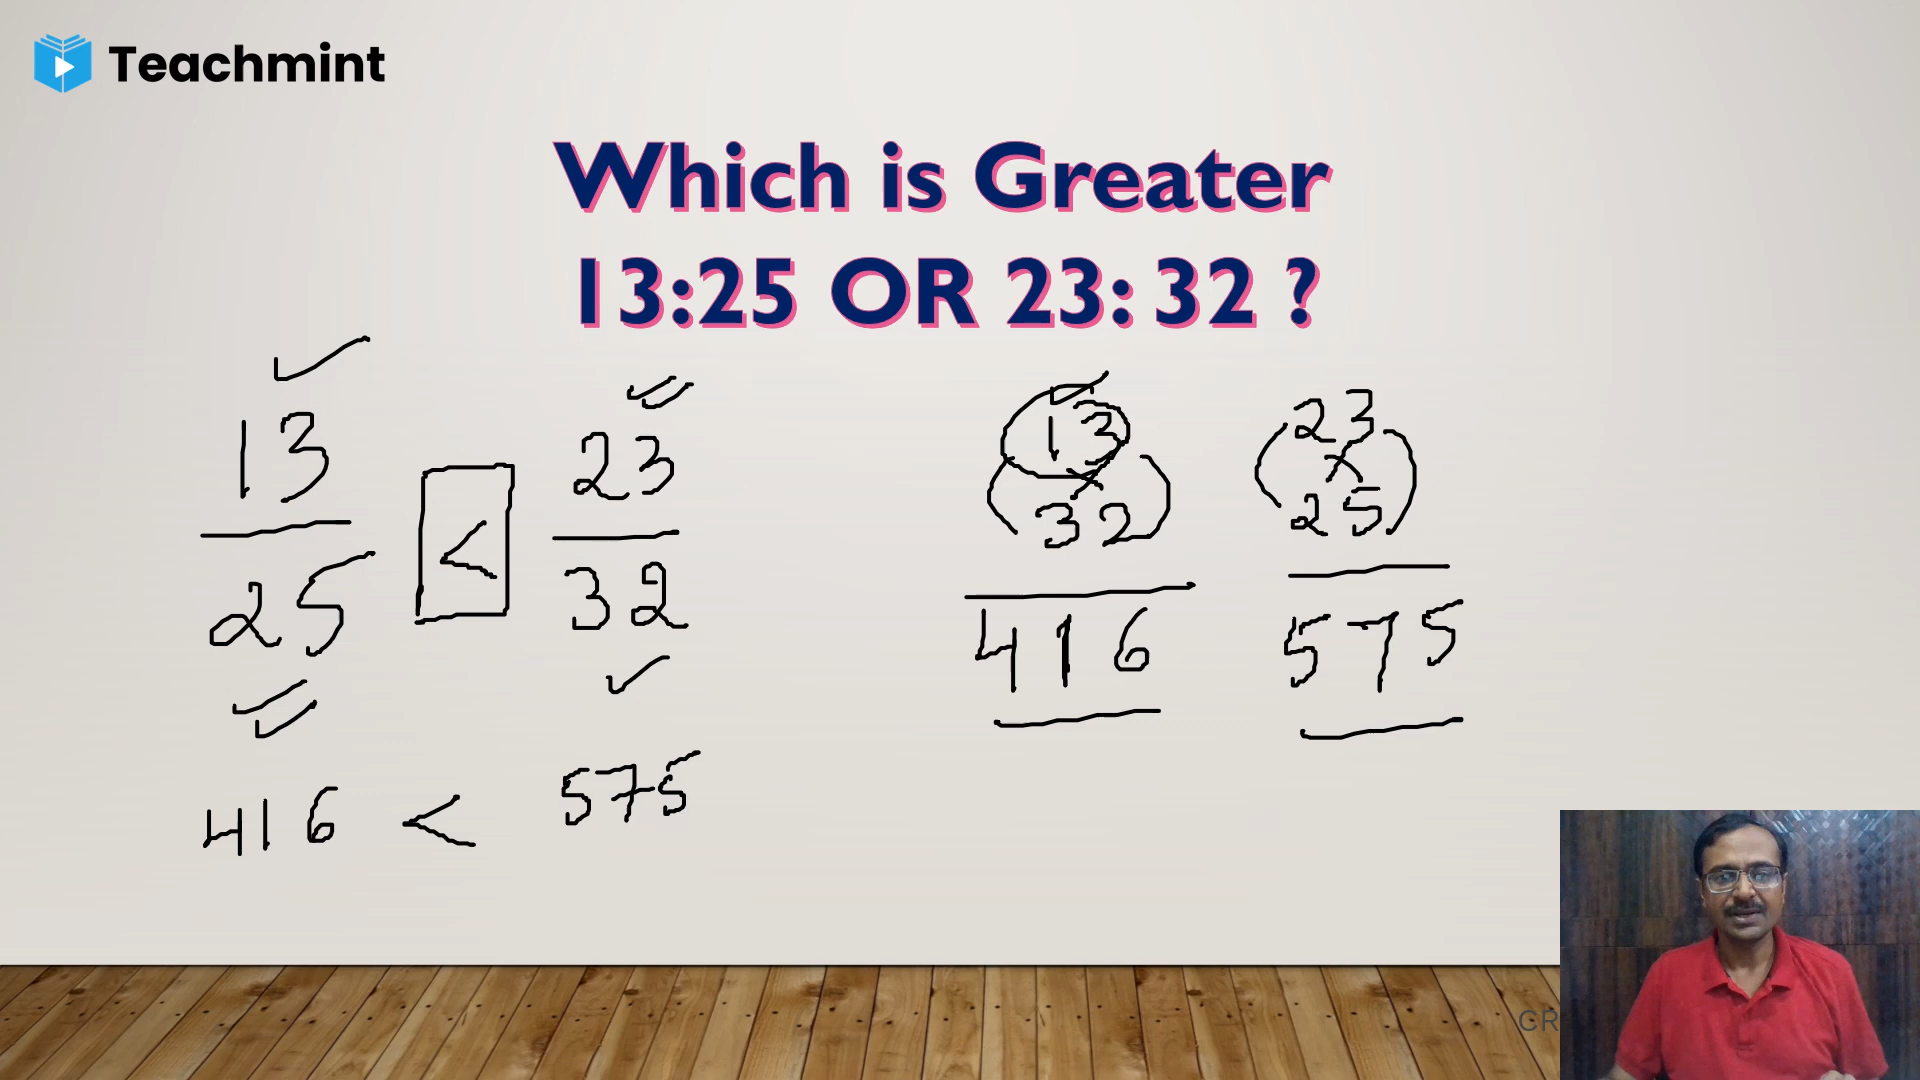 Teachmint
Which is Greater
13:25 OR 23: 32 ?
13
25
<
23
32
416 < 575
13
32
416
23
25
575
CR